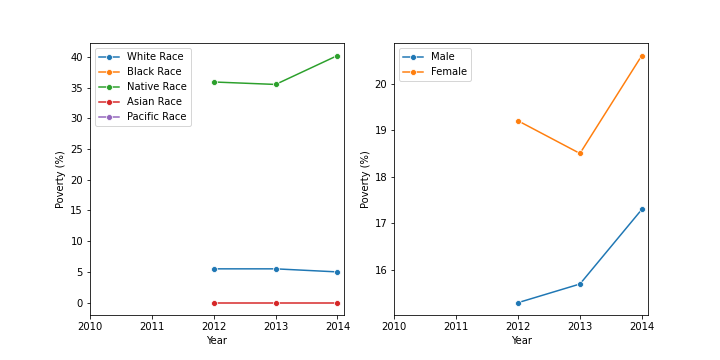 White Race
Black Race
Native Race
Asian Race
Pacific Race
40
35
30
25
20
15
10
5
0
Poverty (%)
2010 2011 2012 2013 2014
Year
Male
Female
20
19
18
17
16
Poverty (%)
2010 2011 2012 2013 2014
Year